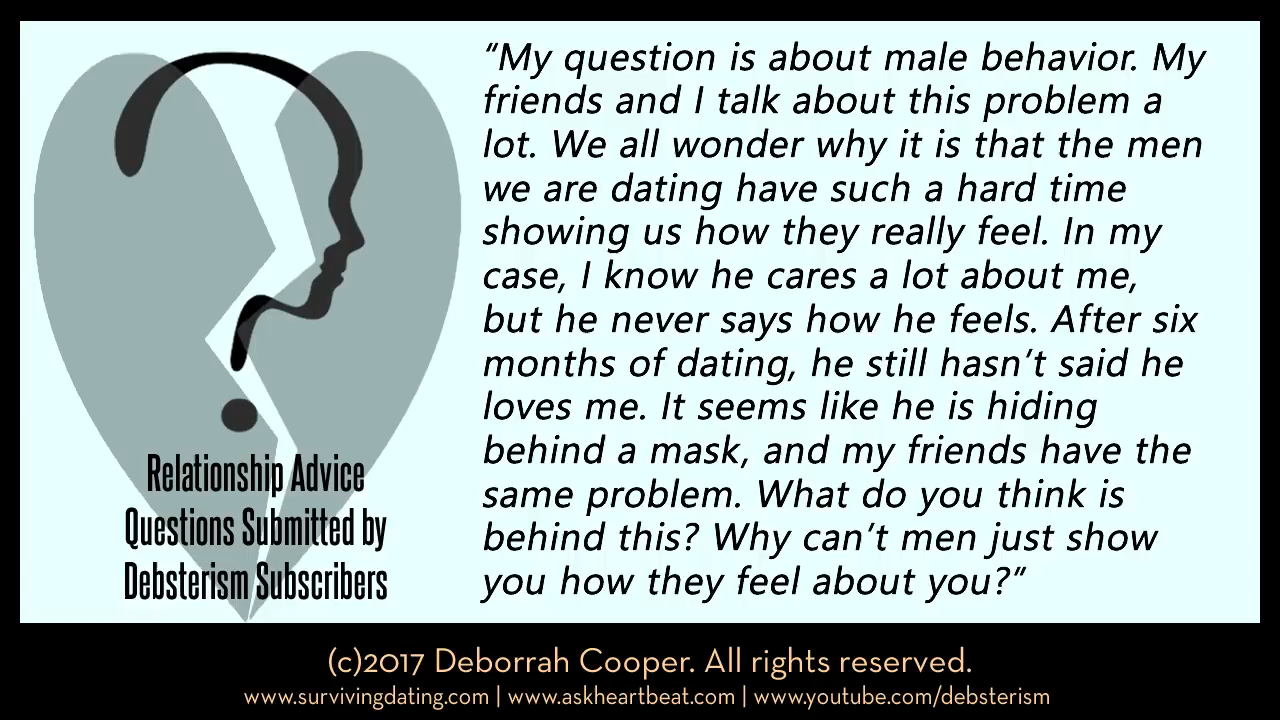 “My question is about male behavior. My
friends and I talk about this problem a
lot. We all wonder why it is that the men
we are dating have such a hard time
showing us how they really feel. In my
case, I know he cares a lot about me,
but he never says how he feels. After six
months of dating, he still hasn’t said he
loves me. It seems like he is hiding
behind a mask, and my friends have the
same problem. What do you think is
behind this? Why can’t men just show
you how they feel about you?”
Relationship Advice
Questions Submitted by
Debsterism Subscribers
(c)2017 Deborrah Cooper. All rights reserved.
www.survivingdating.com | www.askheartbeat.com | www.youtube.com/debsterism